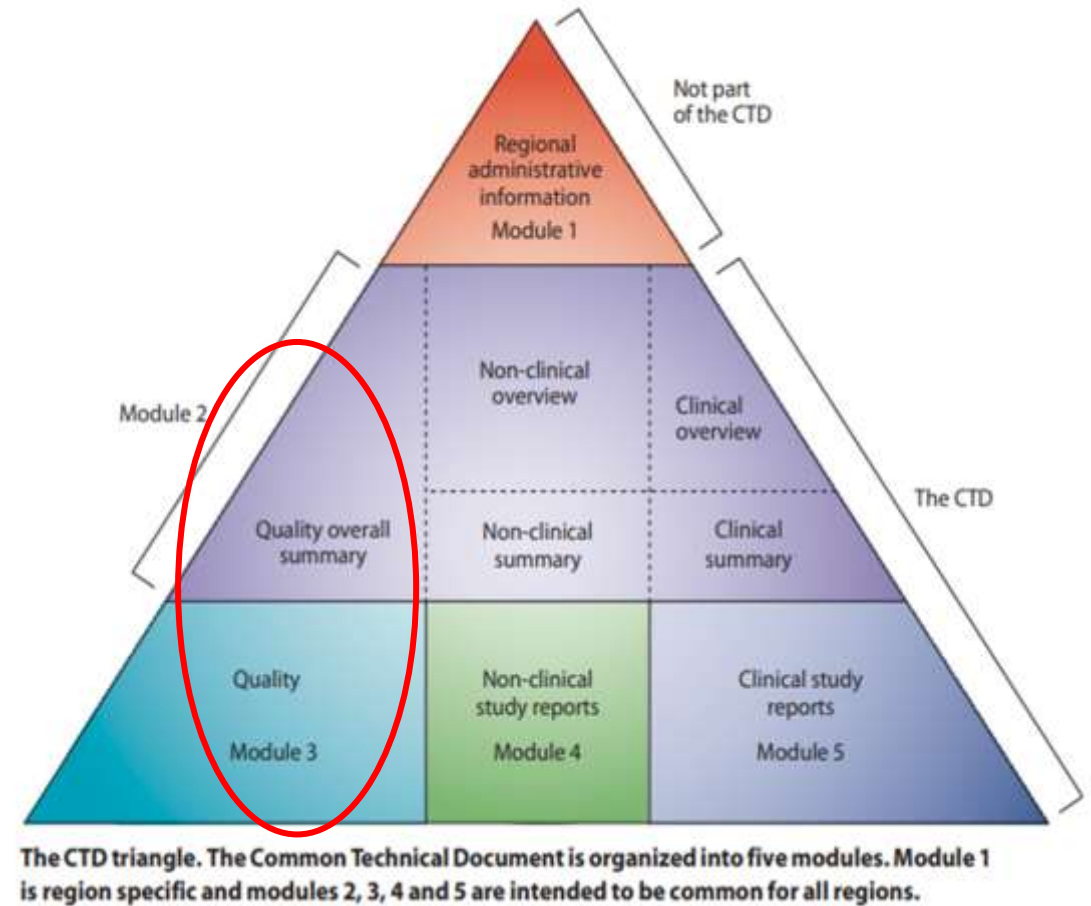 Not part
of the CTD
Regional
administrative
information
Module 1
Module 2
Non-clinical
overview
Clinical
overview
The CTD
Quality overall
summary
Non-clinical
summary
Clinical
summary
Quality
Module 3
Non-clinical
study reports
Module 4
Clinical study
reports
Module 5
The CTD triangle. The Common Technical Document is organized into five modules. Module 1
is region specific and modules 2, 3, 4 and 5 are intended to be common for all regions.